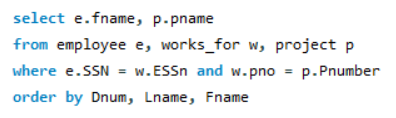 select e.fname, p.pname
from employee e, works_for w, project p
where e.SSN = w.ESSn and w.pno = p.Pnumber
order by Dnum, Lname, Fname